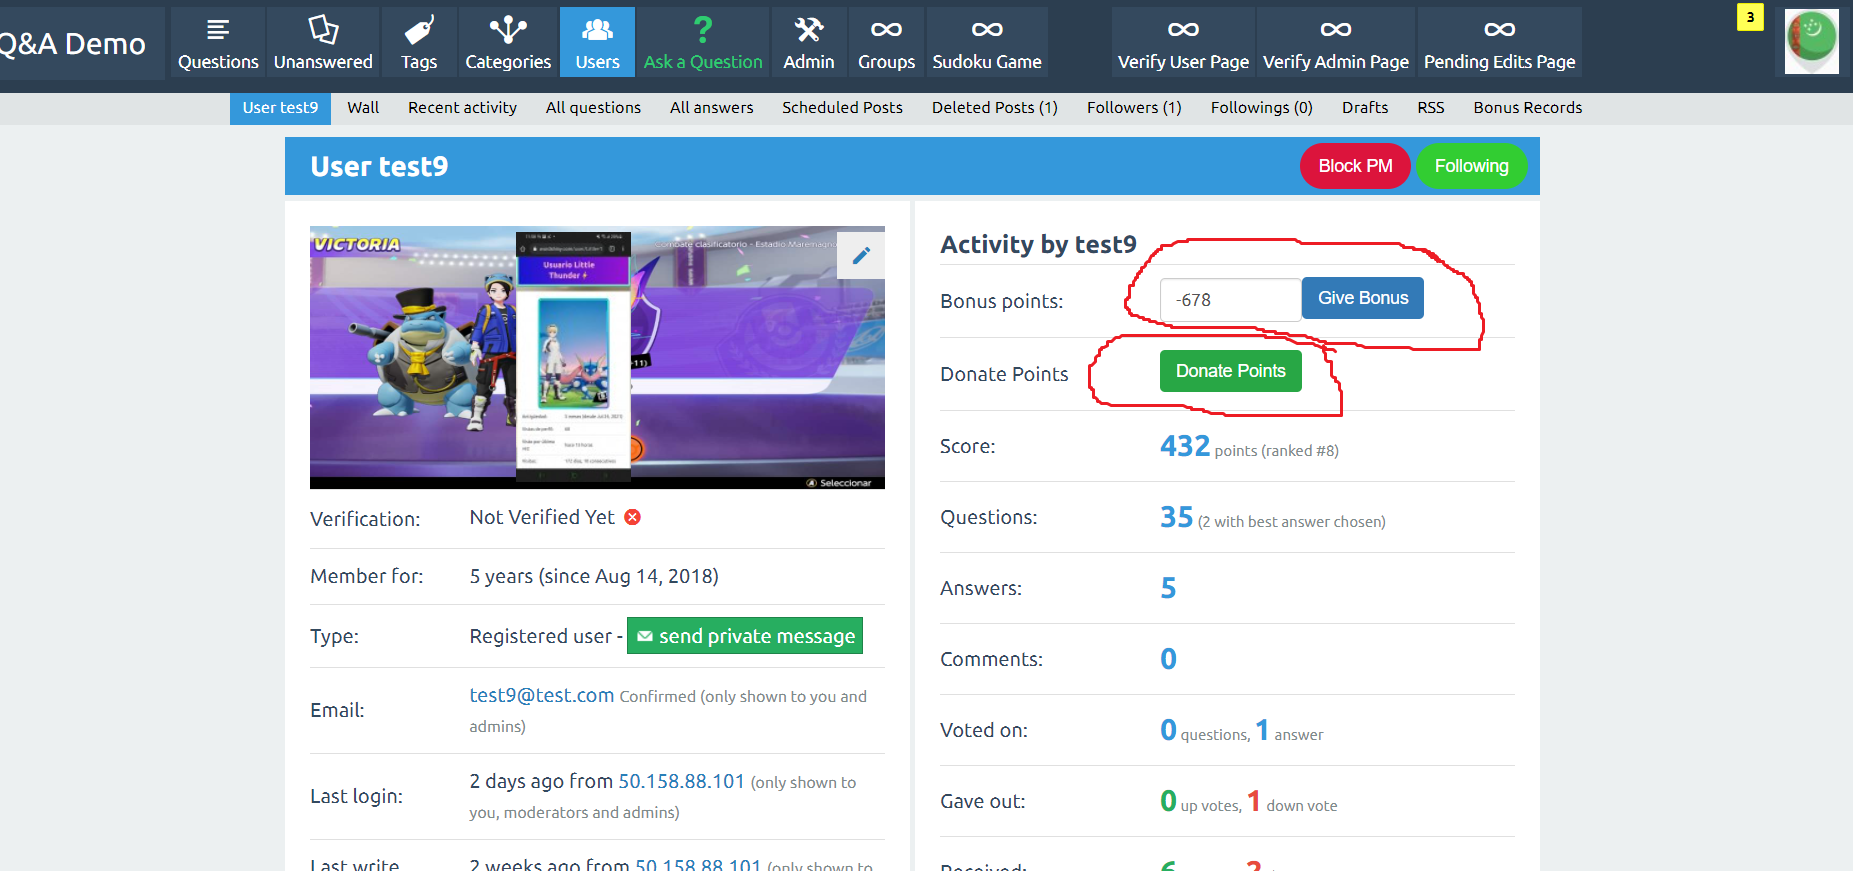 Q&A Demo
Questions
Unanswered
Tags
Categories
Users
Ask a Question
Admin
Groups
Sudoku Game
Verify User Page
Verify Admin Page
Pending Edits Page
3
User test9
Wall
Recent activity
All questions
All answers
Scheduled Posts
Deleted Posts (1)
Followers (1)
Followings (0)
Drafts
RSS
Bonus Records
User test9
Block PM
Following
VICTORIA
Combate clasificatorio - Estadio Maremagno
Usuario Little
Thunder
Seleccionar
Verification: Not Verified Yet
Member for: 5 years (since Aug 14, 2018)
Type: Registered user - send private message
Email: test9@test.com Confirmed (only shown to you and
admins)
Last login: 2 days ago from 50.158.88.101 (only shown to
you, moderators and admins)
Last write 2 weeks ago from 50.158.88.101 (only shown to
Activity by test9
Bonus points: -678 Give Bonus
Donate Points Donate Points
Score: 432 points (ranked #8)
Questions: 35 (2 with best answer chosen)
Answers: 5
Comments: 0
Voted on: 0 questions, 1 answer
Gave out: 0 up votes, 1 down vote
Received: 6 2